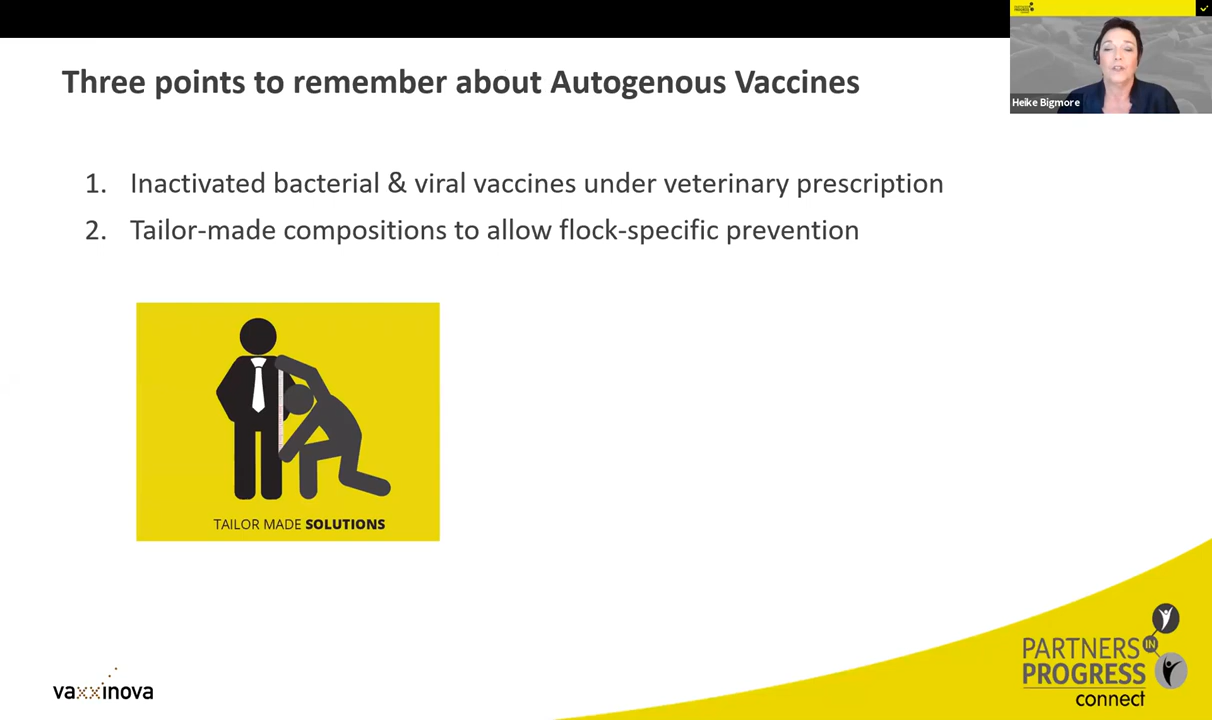 Three points to remember about Autogenous Vaccines
Heike Bigmore
1. Inactivated bacterial & viral vaccines under veterinary prescription
2. Tailor-made compositions to allow flock-specific prevention
TAILOR MADE SOLUTIONS
vaxxinova
PARTNERS
IN
PROGRESS
connect